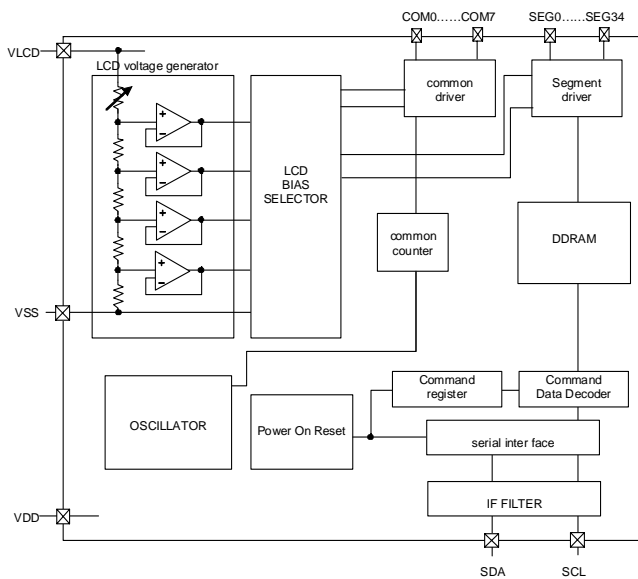 COM0……COM7
SEG0……SEG34
VLCD
LCD voltage generator
common
driver
Segment
driver
LCD
BIAS
SELECTOR
common
counter
DDRAM
VSS
OSCILLATOR
Power On Reset
Command
register
Command
Data Decoder
serial inter face
IF FILTER
VDD
SDA
SCL